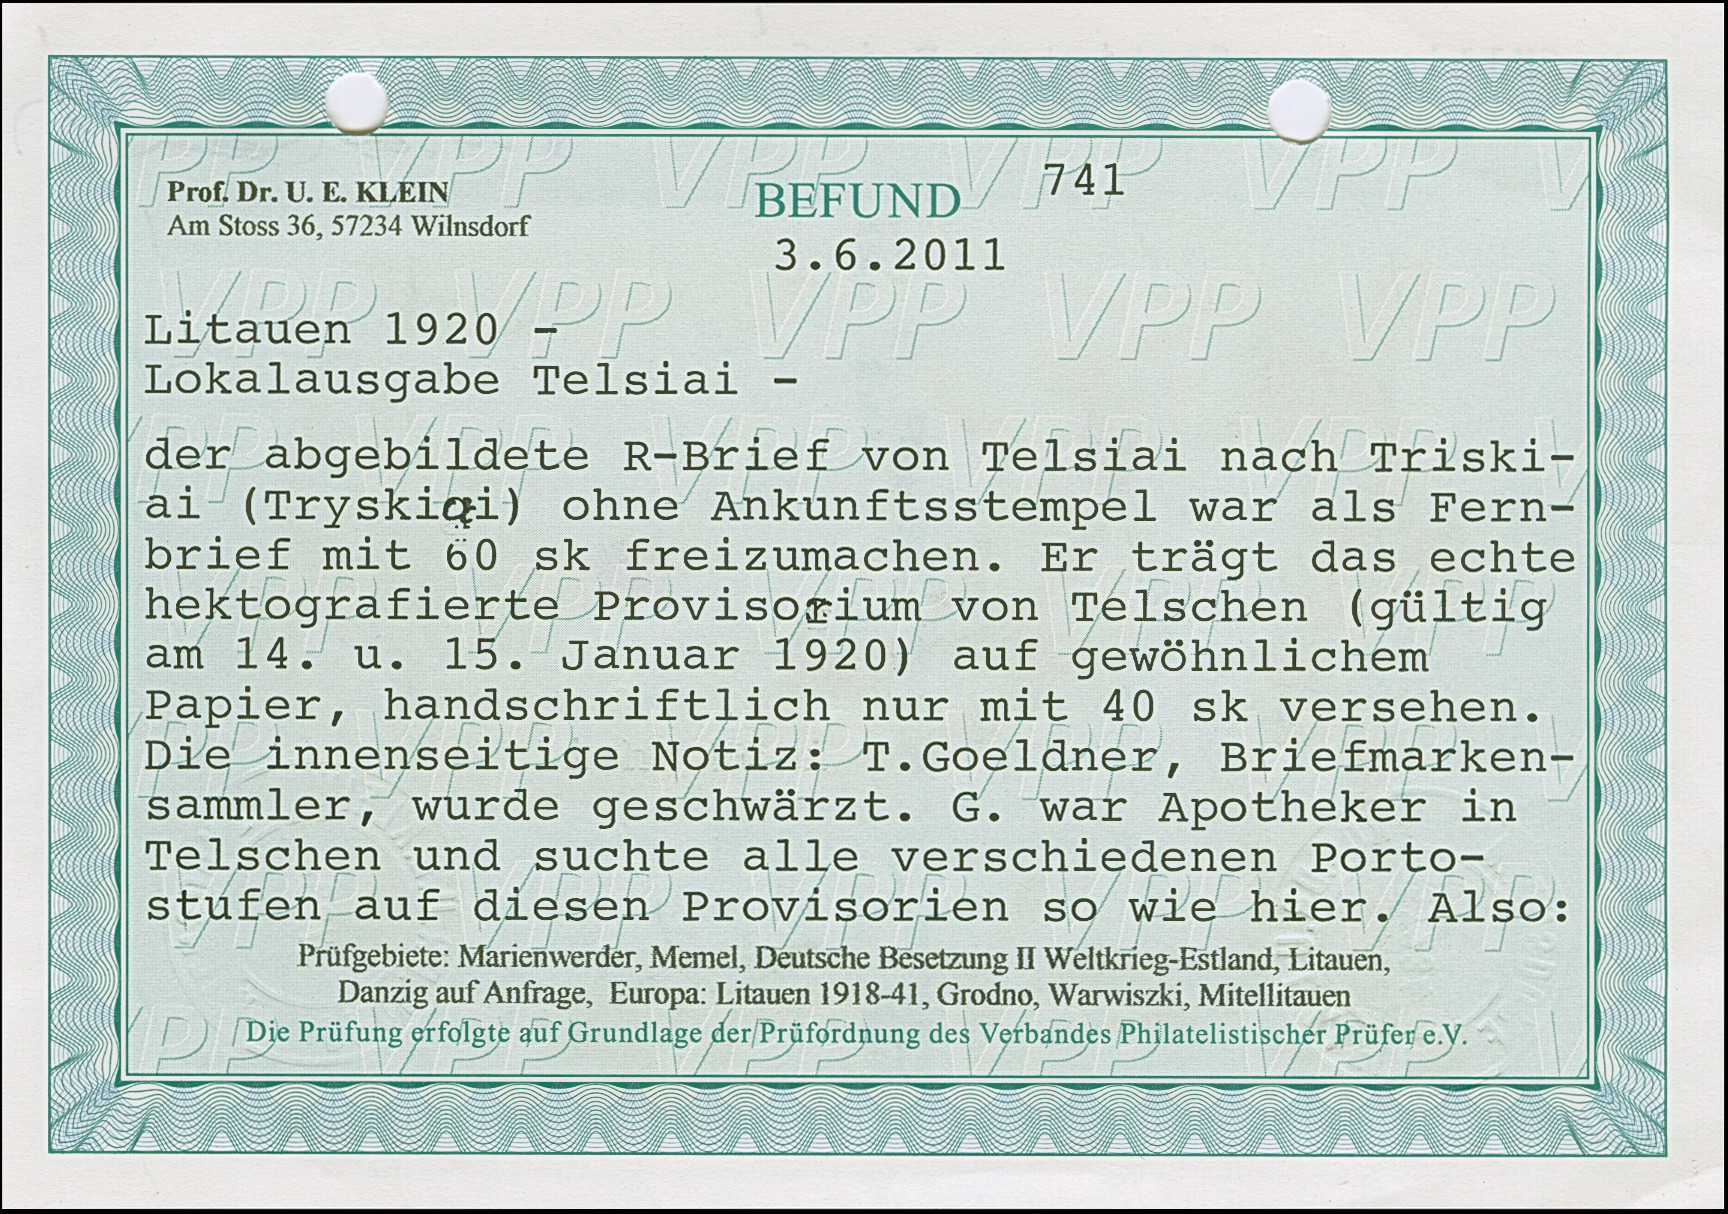 Prof. Dr. U. E. KLEIN
Am Stoss 36, 57234 Wilnsdorf
BEFUND 741
3.6.2011
Litauen 1920 –
Lokalausgabe Telsiai –
der abgebildete R-Brief von Telsiai nach Triski-
ai (Tryskiai) ohne Ankunftsstempel war als Fern-
brief mit 60 sk freizumachen. Er trägt das echte
hektografierte Provisorium von Telschen (gültig
am 14. u. 15. Januar 1920) auf gewöhnlichem
Papier, handschriftlich nur mit 40 sk versehen.
Die innenseitige Notiz: T.Goeldner, Briefmarken-
sammler, wurde geschwärzt. G. war Apotheker in
Telschen und suchte alle verschiedenen Porto-
stufen auf diesen Provisorien so wie hier. Also:
Prüfgebiete: Marienwerder, Memel, Deutsche Besetzung II Weltkrieg-Estland, Litauen,
Danzig auf Anfrage, Europa: Litauen 1918-41, Grodno, Warwiszki, Mitellitauen
Die Prüfung erfolgte auf Grundlage der Prüfordnung des Verbandes Philatelistischer Prüfer e.V.